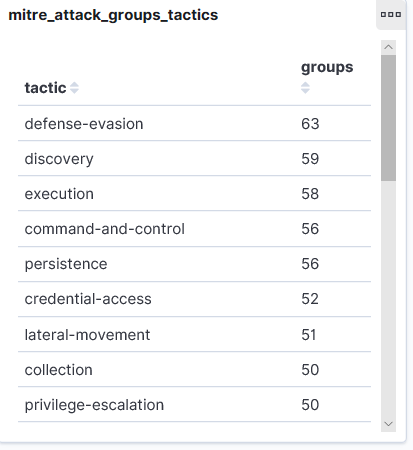 mitre_attack_groups_tactics
tactic groups
defense-evasion 63
discovery 59
execution 58
command-and-control 56
persistence 56
credential-access 52
lateral-movement 51
collection 50
privilege-escalation 50